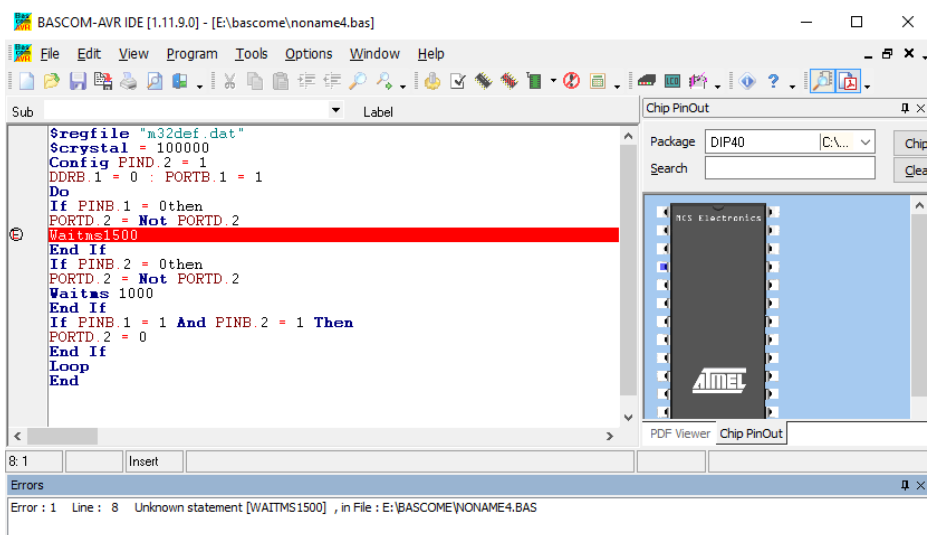 BASCOM-AVR IDE [1.11.9.0] - [E:\bascome\noname4.bas]
File Edit View Program Tools Options Window Help
Sub Label
Chip PinOut
Package DIP40 C:\... Chip
Search Clea
$regfile "m32def.dat"
$crystal = 100000
Config PIND.2 = 1
DDRB.1 = 0 : PORTB.1 = 1
Do
If PINB.1 = 0then
PORTD.2 = Not PORTD.2
Waitms1500
End If
If PINB.2 = 0then
PORTD.2 = Not PORTD.2
Waitms 1000
End If
If PINB.1 = 1 And PINB.2 = 1 Then
PORTD.2 = 0
End If
Loop
End
MCS Electronics
ATMEL
PDF Viewer Chip PinOut
8: 1 Insert
Errors
Error : 1 Line : 8 Unknown statement [WAITMS1500] , in File : E:\BASCOME\NONAME4.BAS